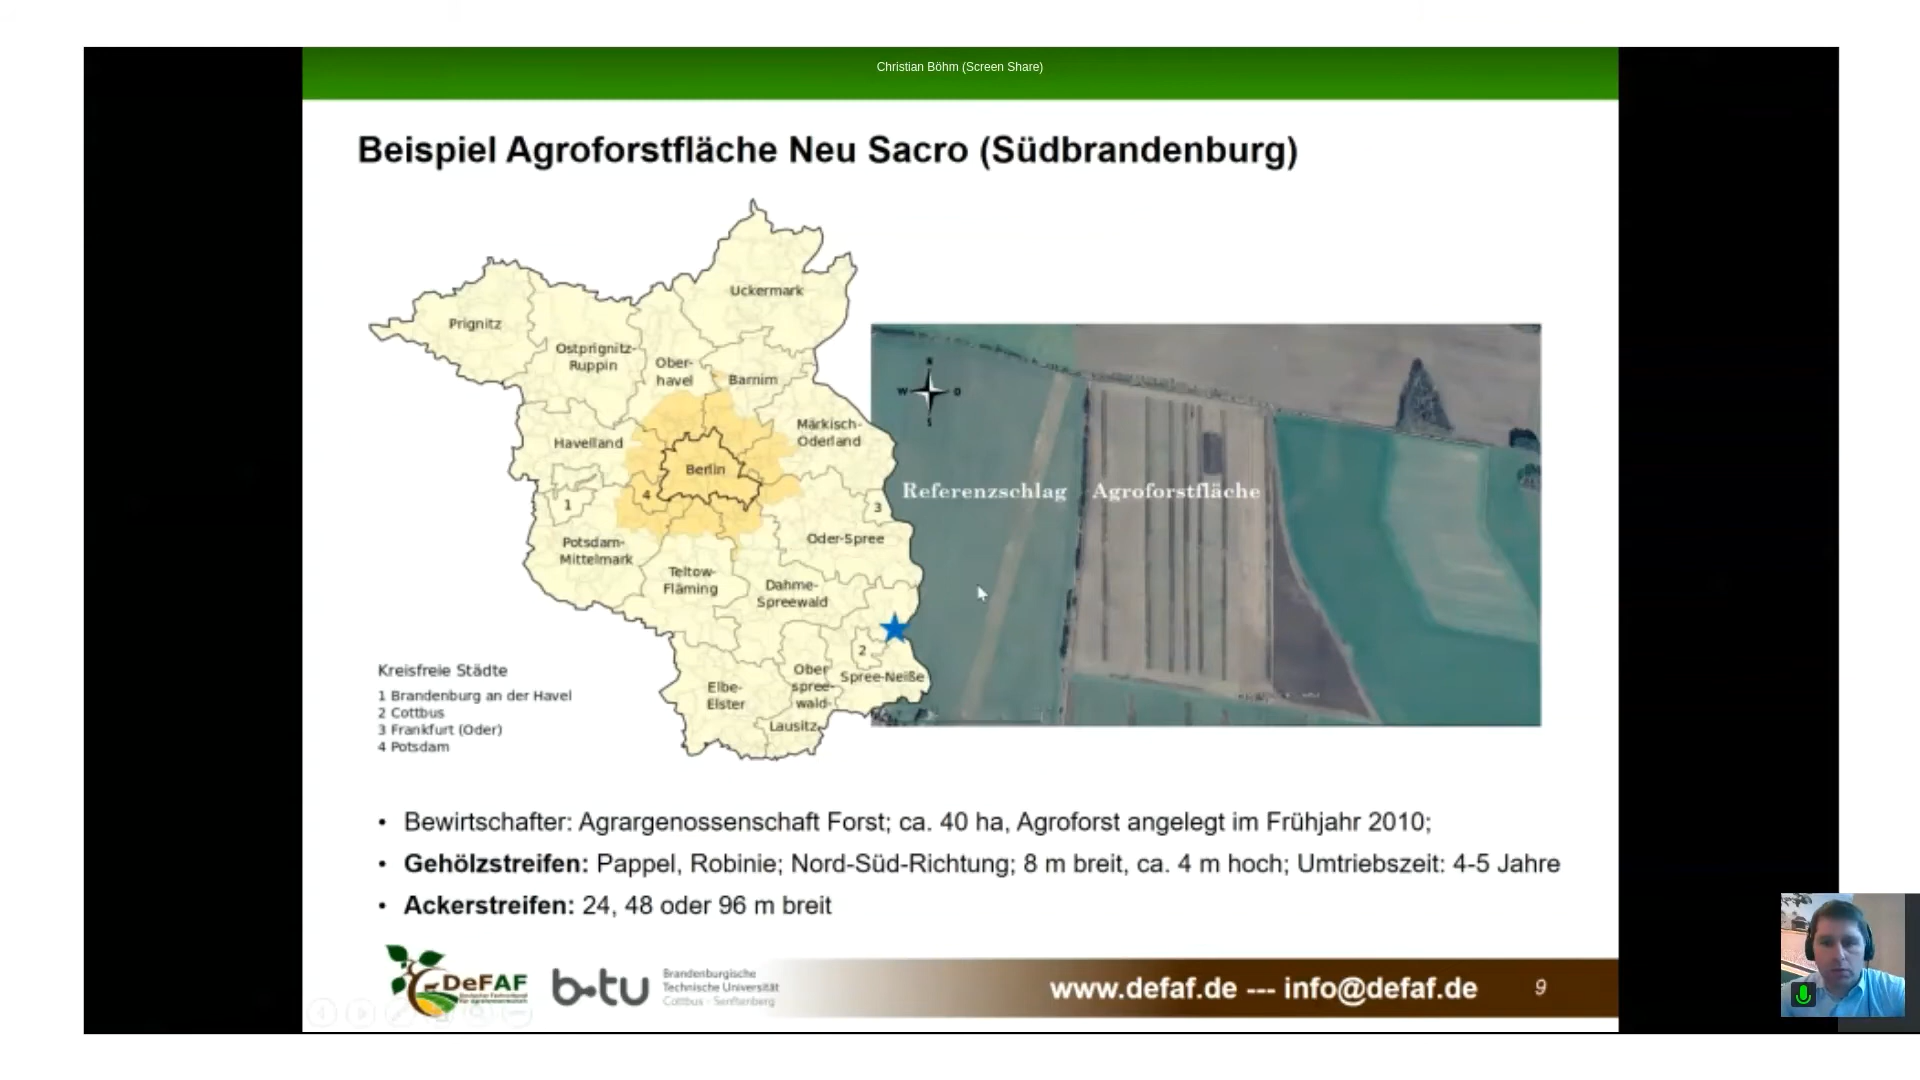 Christian Böhm (Screen Share)
Beispiel Agroforstfläche Neu Sacro (Südbrandenburg)
Uckermark
Prignitz
Ostprignitz-
Ruppin
Ober-
havel
Barnim
Märkisch-
Oderland
Havelland
Berlin
4
1
3
Potsdam-
Mittelmark
Oder-Spree
Teltow-
Fläming
Dahme-
Spreewald
2
Ober
spree-
wald-
Lausitz
Spree-Neiße
Elbe-
Elster
N
W O
S
Referenzschlag Agroforstfläche
Kreisfreie Städte
1 Brandenburg an der Havel
2 Cottbus
3 Frankfurt (Oder)
4 Potsdam
• Bewirtschafter: Agrargenossenschaft Forst; ca. 40 ha, Agroforst angelegt im Frühjahr 2010;
• Gehölzstreifen: Pappel, Robinie; Nord-Süd-Richtung; 8 m breit, ca. 4 m hoch; Umtriebszeit: 4-5 Jahre
• Ackerstreifen: 24, 48 oder 96 m breit
DeFAF
Deutscher Fachverband
für Agroforstwirtschaft
b-tu
Brandenburgische
Technische Universität
Cottbus - Senftenberg
www.defaf.de --- info@defaf.de
9